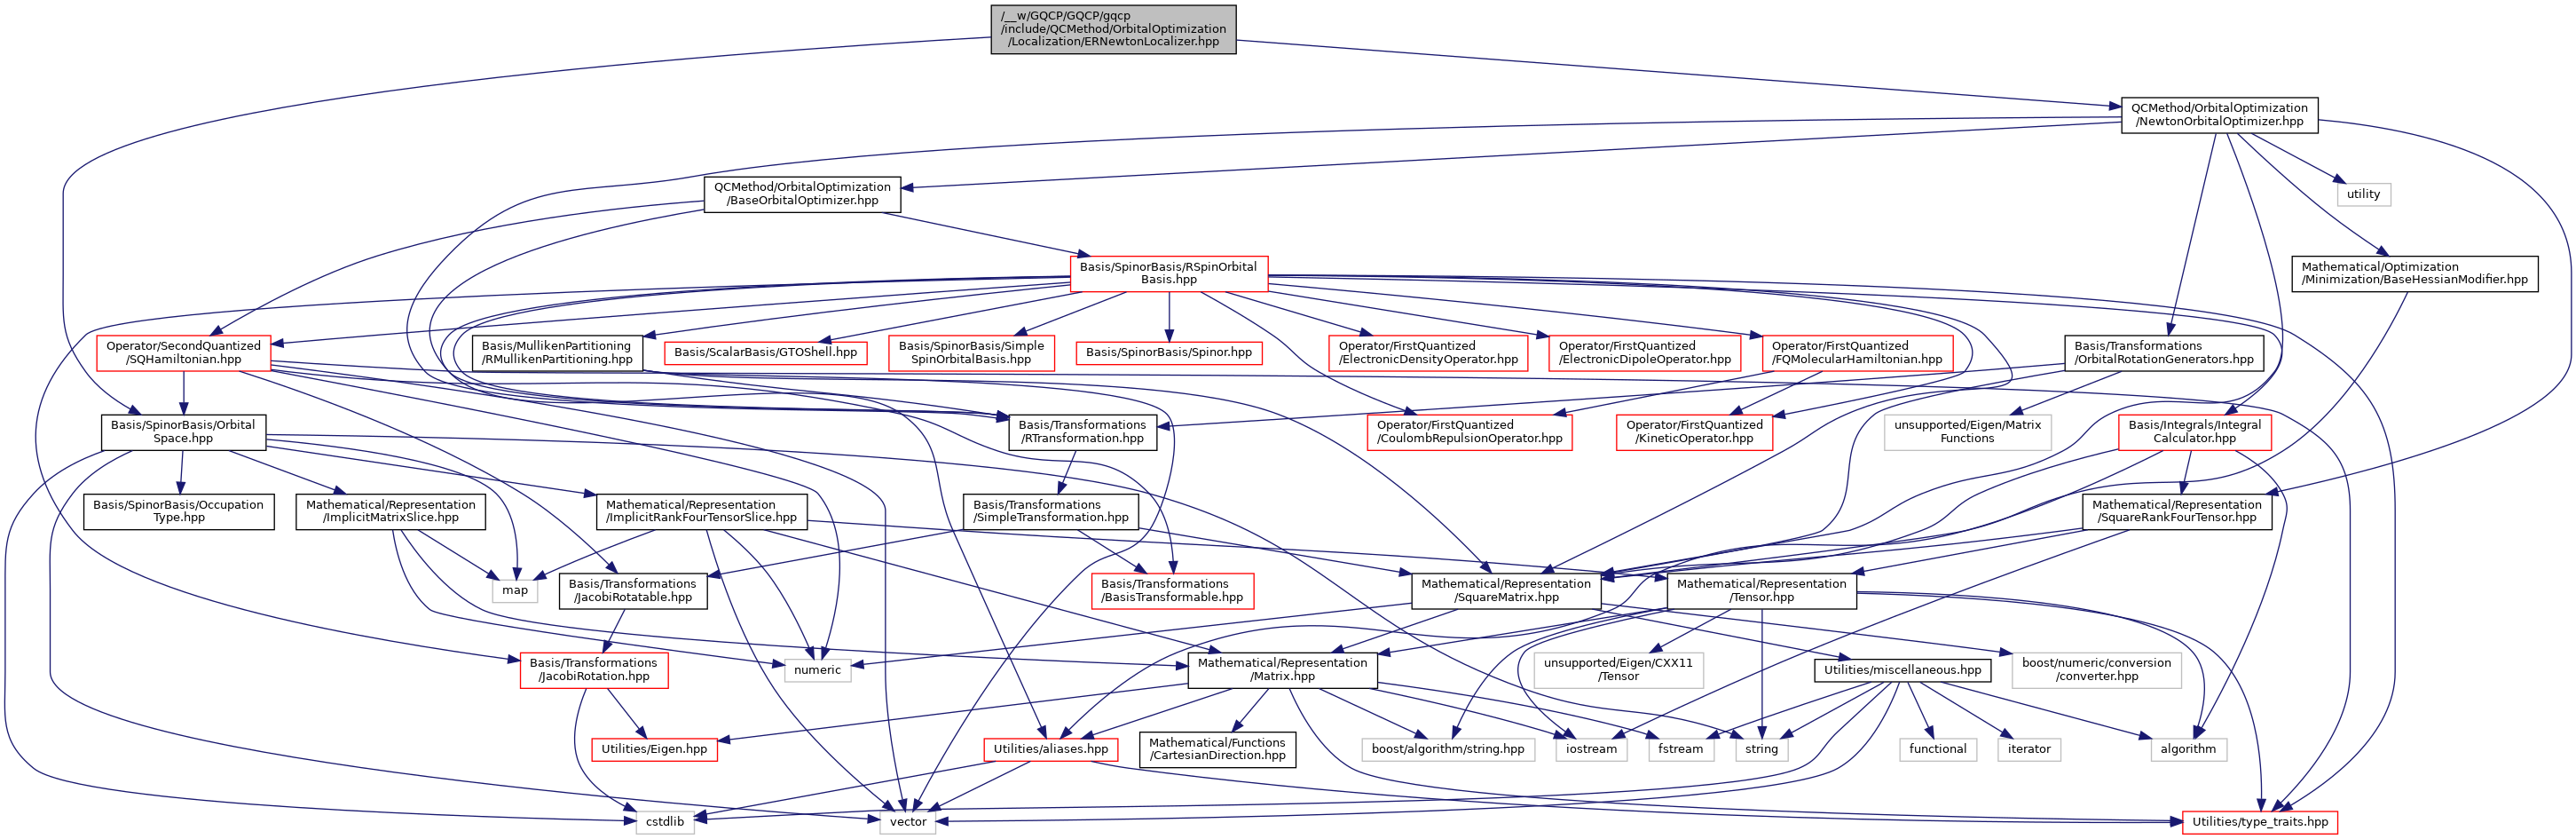 /__w/GQCP/GQCP/gqcp
/include/QCMethod/OrbitalOptimization
/Localization/ERNewtonLocalizer.hpp
QCMethod/OrbitalOptimization
/NewtonOrbitalOptimizer.hpp
QCMethod/OrbitalOptimization
/BaseOrbitalOptimizer.hpp
utility
Basis/SpinorBasis/RSpinOrbital
Basis.hpp
Mathematical/Optimization
/Minimization/BaseHessianModifier.hpp
Operator/SecondQuantized
/SQHamiltonian.hpp
Basis/MullikenPartitioning
/RMullikenPartitioning.hpp
Basis/ScalarBasis/GTOShell.hpp
Basis/SpinorBasis/Simple
SpinOrbitalBasis.hpp
Basis/SpinorBasis/Spinor.hpp
Operator/FirstQuantized
/ElectronicDensityOperator.hpp
Operator/FirstQuantized
/ElectronicDipoleOperator.hpp
Operator/FirstQuantized
/FQMolecularHamiltonian.hpp
Basis/Transformations
/OrbitalRotationGenerators.hpp
Basis/SpinorBasis/Orbital
Space.hpp
Basis/Transformations
/RTransformation.hpp
Operator/FirstQuantized
/CoulombRepulsionOperator.hpp
Operator/FirstQuantized
/KineticOperator.hpp
unsupported/Eigen/Matrix
Functions
Basis/Integrals/Integral
Calculator.hpp
Basis/SpinorBasis/Occupation
Type.hpp
Mathematical/Representation
/ImplicitMatrixSlice.hpp
Mathematical/Representation
/ImplicitRankFourTensorSlice.hpp
Basis/Transformations
/SimpleTransformation.hpp
Mathematical/Representation
/SquareRankFourTensor.hpp
map
Basis/Transformations
/JacobiRotatable.hpp
Basis/Transformations
/BasisTransformable.hpp
Mathematical/Representation
/SquareMatrix.hpp
Mathematical/Representation
/Tensor.hpp
Basis/Transformations
/JacobiRotation.hpp
numeric
Mathematical/Representation
/Matrix.hpp
unsupported/Eigen/CXX11
/Tensor
Utilities/miscellaneous.hpp
boost/numeric/conversion
/converter.hpp
Utilities/Eigen.hpp
Utilities/aliases.hpp
Mathematical/Functions
/CartesianDirection.hpp
boost/algorithm/string.hpp
iostream
fstream
string
functional
iterator
algorithm
cstdlib
vector
Utilities/type_traits.hpp